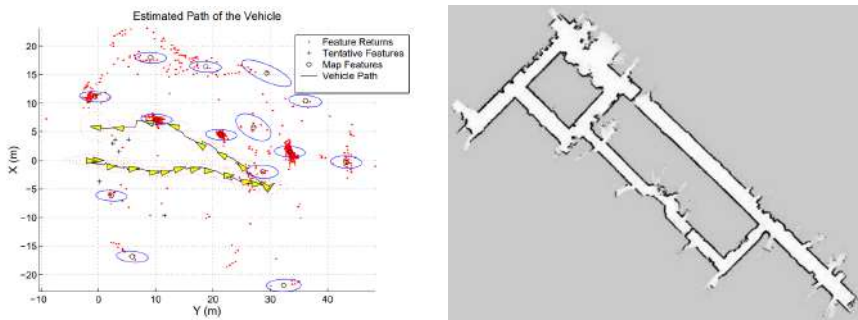 Estimated Path of the Vehicle
Feature Returns
Tentative Features
Map Features
Vehicle Path
20
15
10
5
0
−5
−10
−15
−20
X (m)
−10
0
10
20
30
40
Y (m)